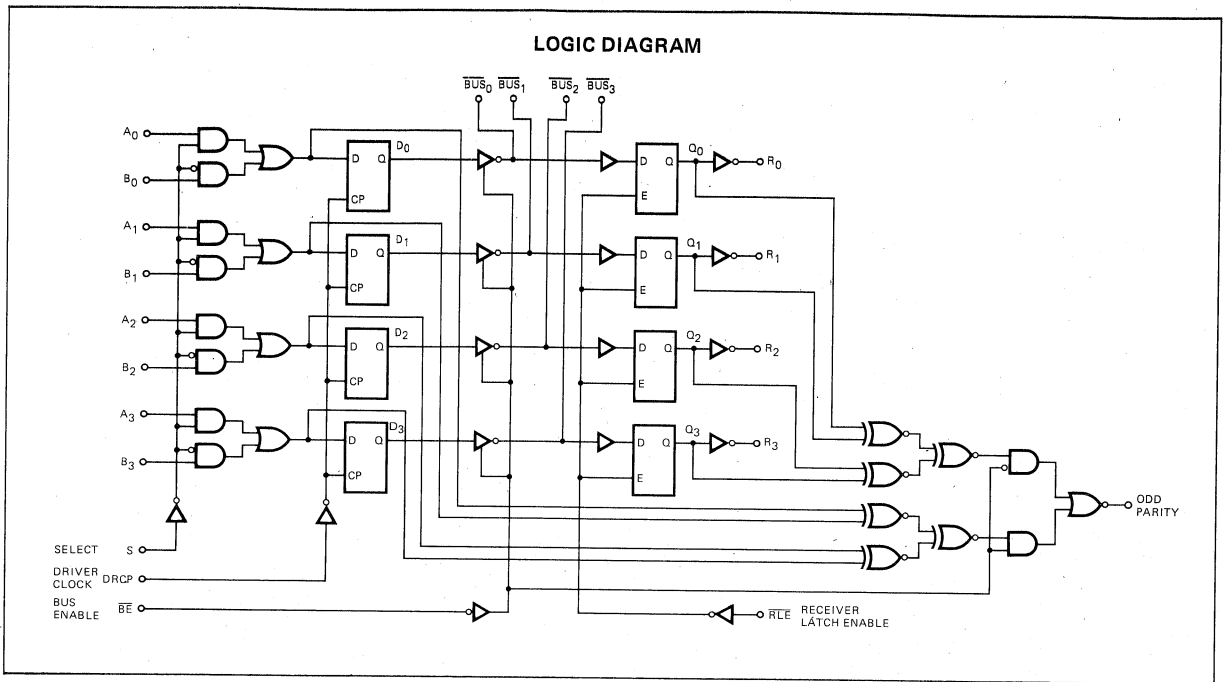 LOGIC DIAGRAM
BUS0 BUS1 BUS2 BUS3
A0
B0
D Q
CP
D0
D Q
E
Q0
R0
A1
B1
D Q
CP
D1
D Q
E
Q1
R1
A2
B2
D Q
CP
D2
D Q
E
Q2
R2
A3
B3
D Q
CP
D3
D Q
E
Q3
R3
ODD
PARITY
SELECT S
DRIVER
CLOCK DRCP
BUS
ENABLE BE
RLE RECEIVER
LATCH ENABLE